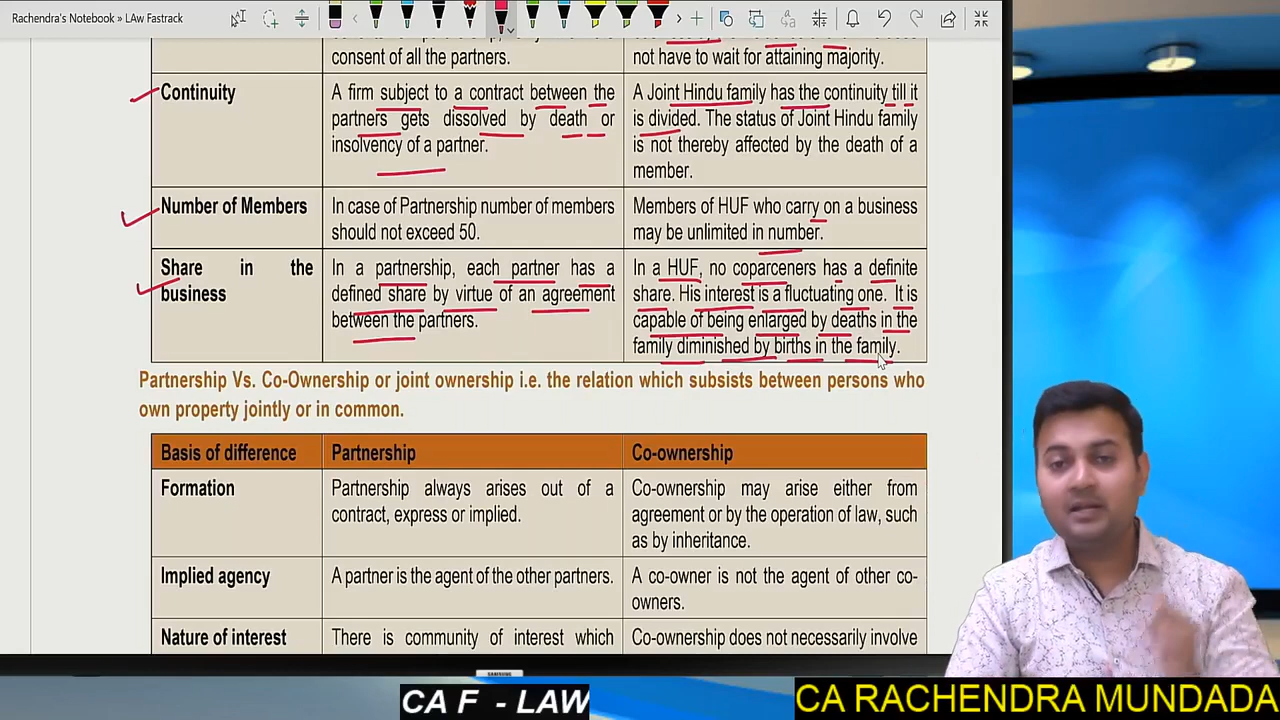 Rachendra's Notebook » LAw Fastrack
consent of all the partners.
not have to wait for attaining majority.
Continuity
A firm subject to a contract between the
partners gets dissolved by death or
insolvency of a partner.
A Joint Hindu family has the continuity till it
is divided. The status of Joint Hindu family
is not thereby affected by the death of a
member.
Number of Members
In case of Partnership number of members
should not exceed 50.
Members of HUF who carry on a business
may be unlimited in number.
Share in the
business
In a partnership, each partner has a
defined share by virtue of an agreement
between the partners.
In a HUF, no coparceners has a definite
share. His interest is a fluctuating one. It is
capable of being enlarged by deaths in the
family diminished by births in the family.
Partnership Vs. Co-Ownership or joint ownership i.e. the relation which subsists between persons who
own property jointly or in common.
Basis of difference
Partnership
Co-ownership
Formation
Partnership always arises out of a
contract, express or implied.
Co-ownership may arise either from
agreement or by the operation of law, such
as by inheritance.
Implied agency
A partner is the agent of the other partners.
A co-owner is not the agent of other co-
owners.
Nature of interest
There is community of interest which
Co-ownership does not necessarily involve
SAMSUNG
CA F - LAW
CA RACHENDRA MUNDADA